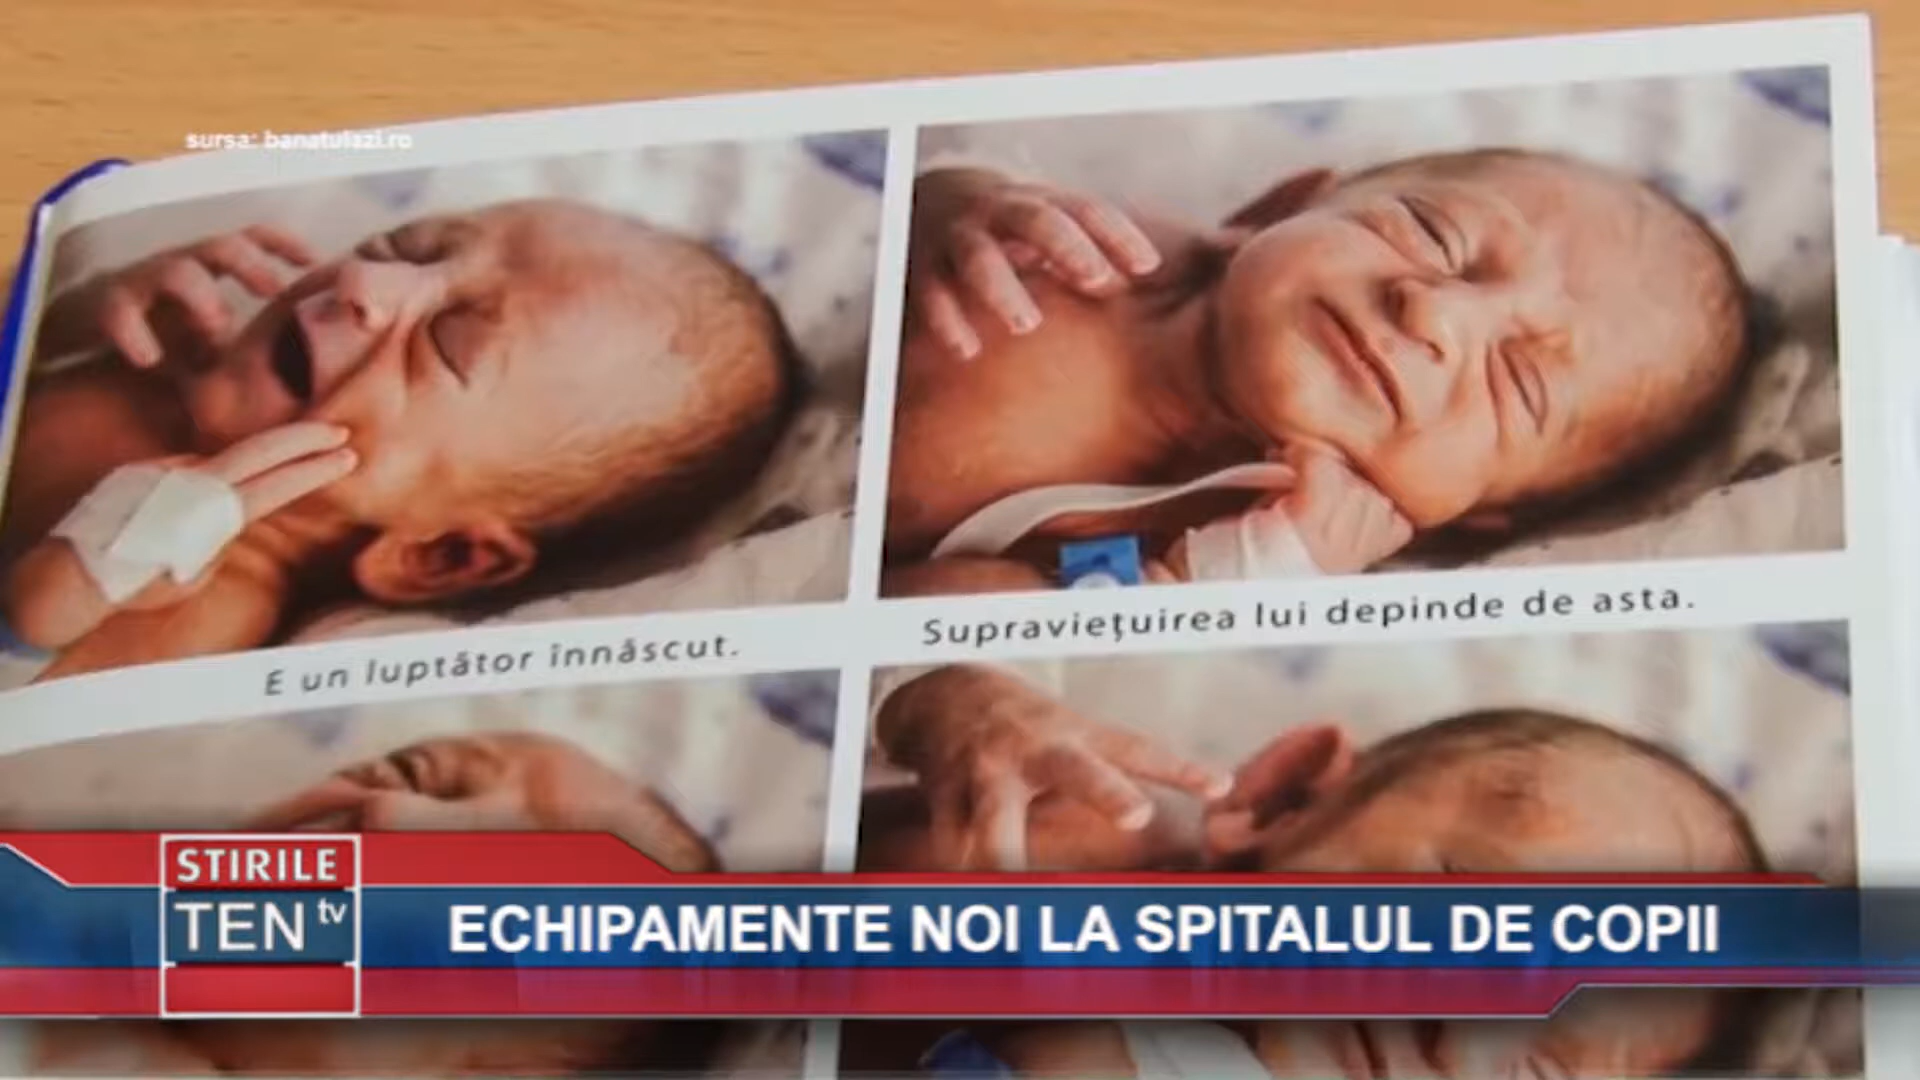 sursa: banatulazi.ro
E un luptător înnăscut.
Supraviețuirea lui depinde de asta.
STIRILE
TEN tv
ECHIPAMENTE NOI LA SPITALUL DE COPII